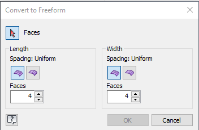 Convert to Freeform
Faces
Length
Spacing: Uniform
Faces
4
Width
Spacing: Uniform
Faces
4
OK
Cancel